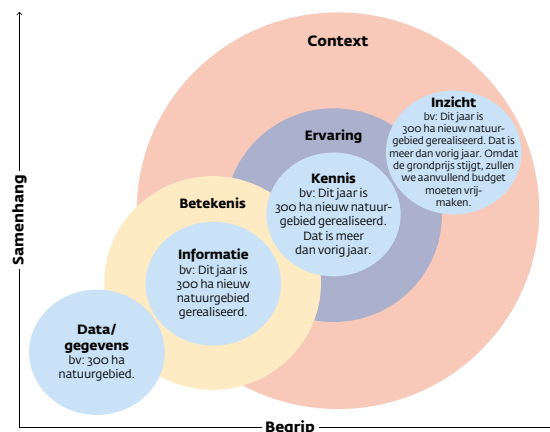 Context
Inzicht
bv: Dit jaar is
300 ha nieuw natuur-
gebied gerealiseerd. Dat is
meer dan vorig jaar. Omdat
de grondprijs stijgt, zullen
we aanvullend budget
moeten vrij-
maken.
Ervaring
Kennis
bv: Dit jaar is
300 ha nieuw natuur-
gebied gerealiseerd.
Dat is meer
dan vorig jaar.
Betekenis
Informatie
bv: Dit jaar is
300 ha nieuw
natuurgebied
gerealiseerd.
Data/
gegevens
bv: 300 ha
natuurgebied.
Samenhang
Begrip